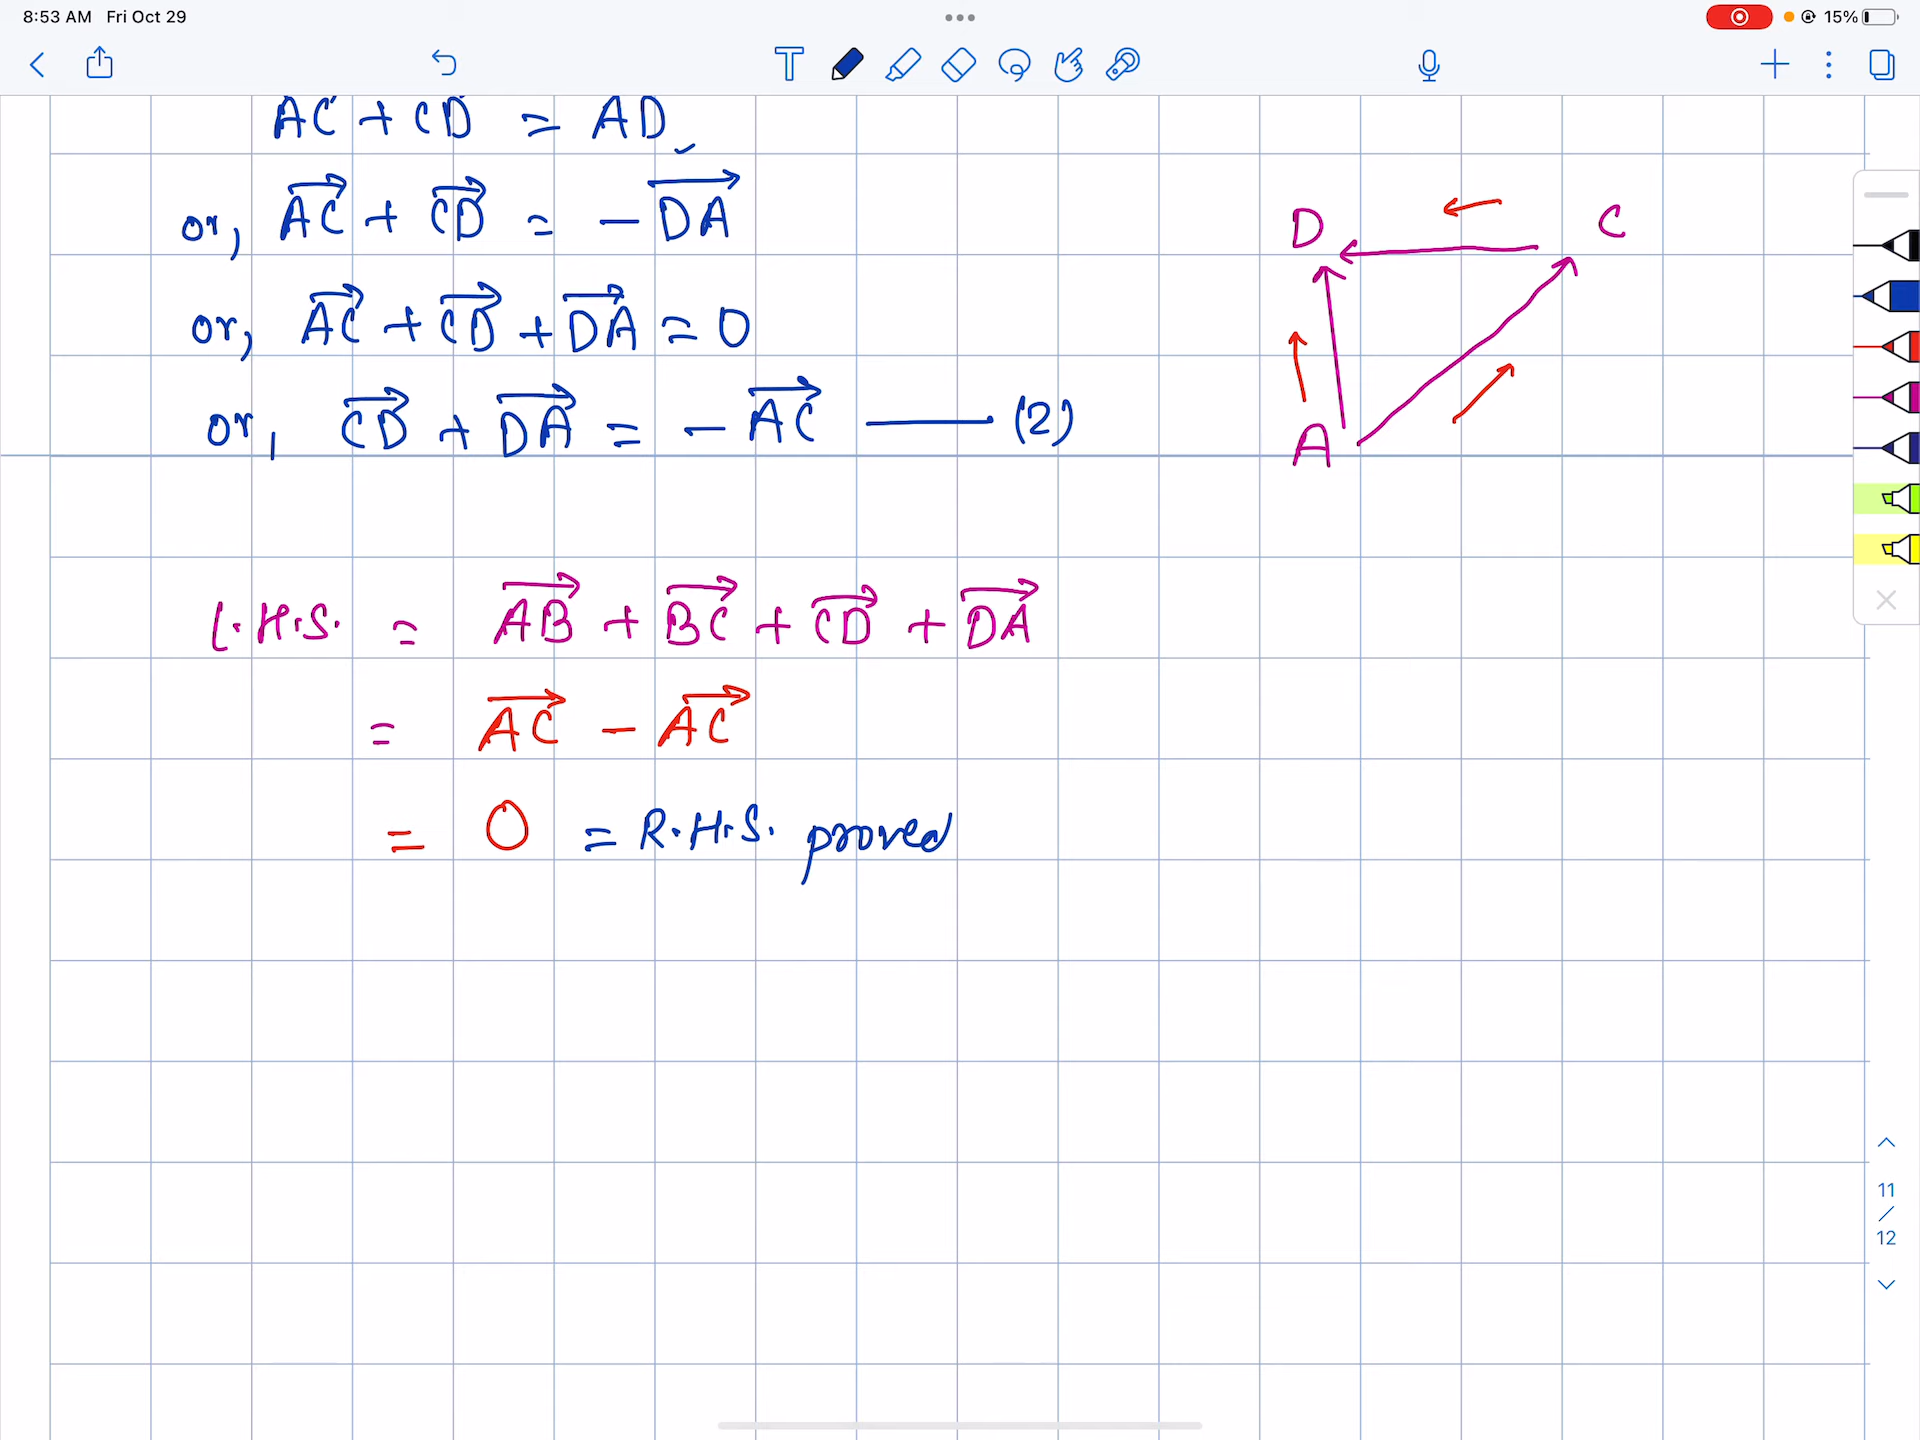 8:53 AM Fri Oct 29
15%
AC + CD = AD
or, AC + CD = - DA
or, AC + CD + DA = 0
or, CD + DA = - AC —— (2)
D C
A
L.H.S. = AB + BC + CD + DA
= AC - AC
= 0 = R.H.S. proved
11
/
12